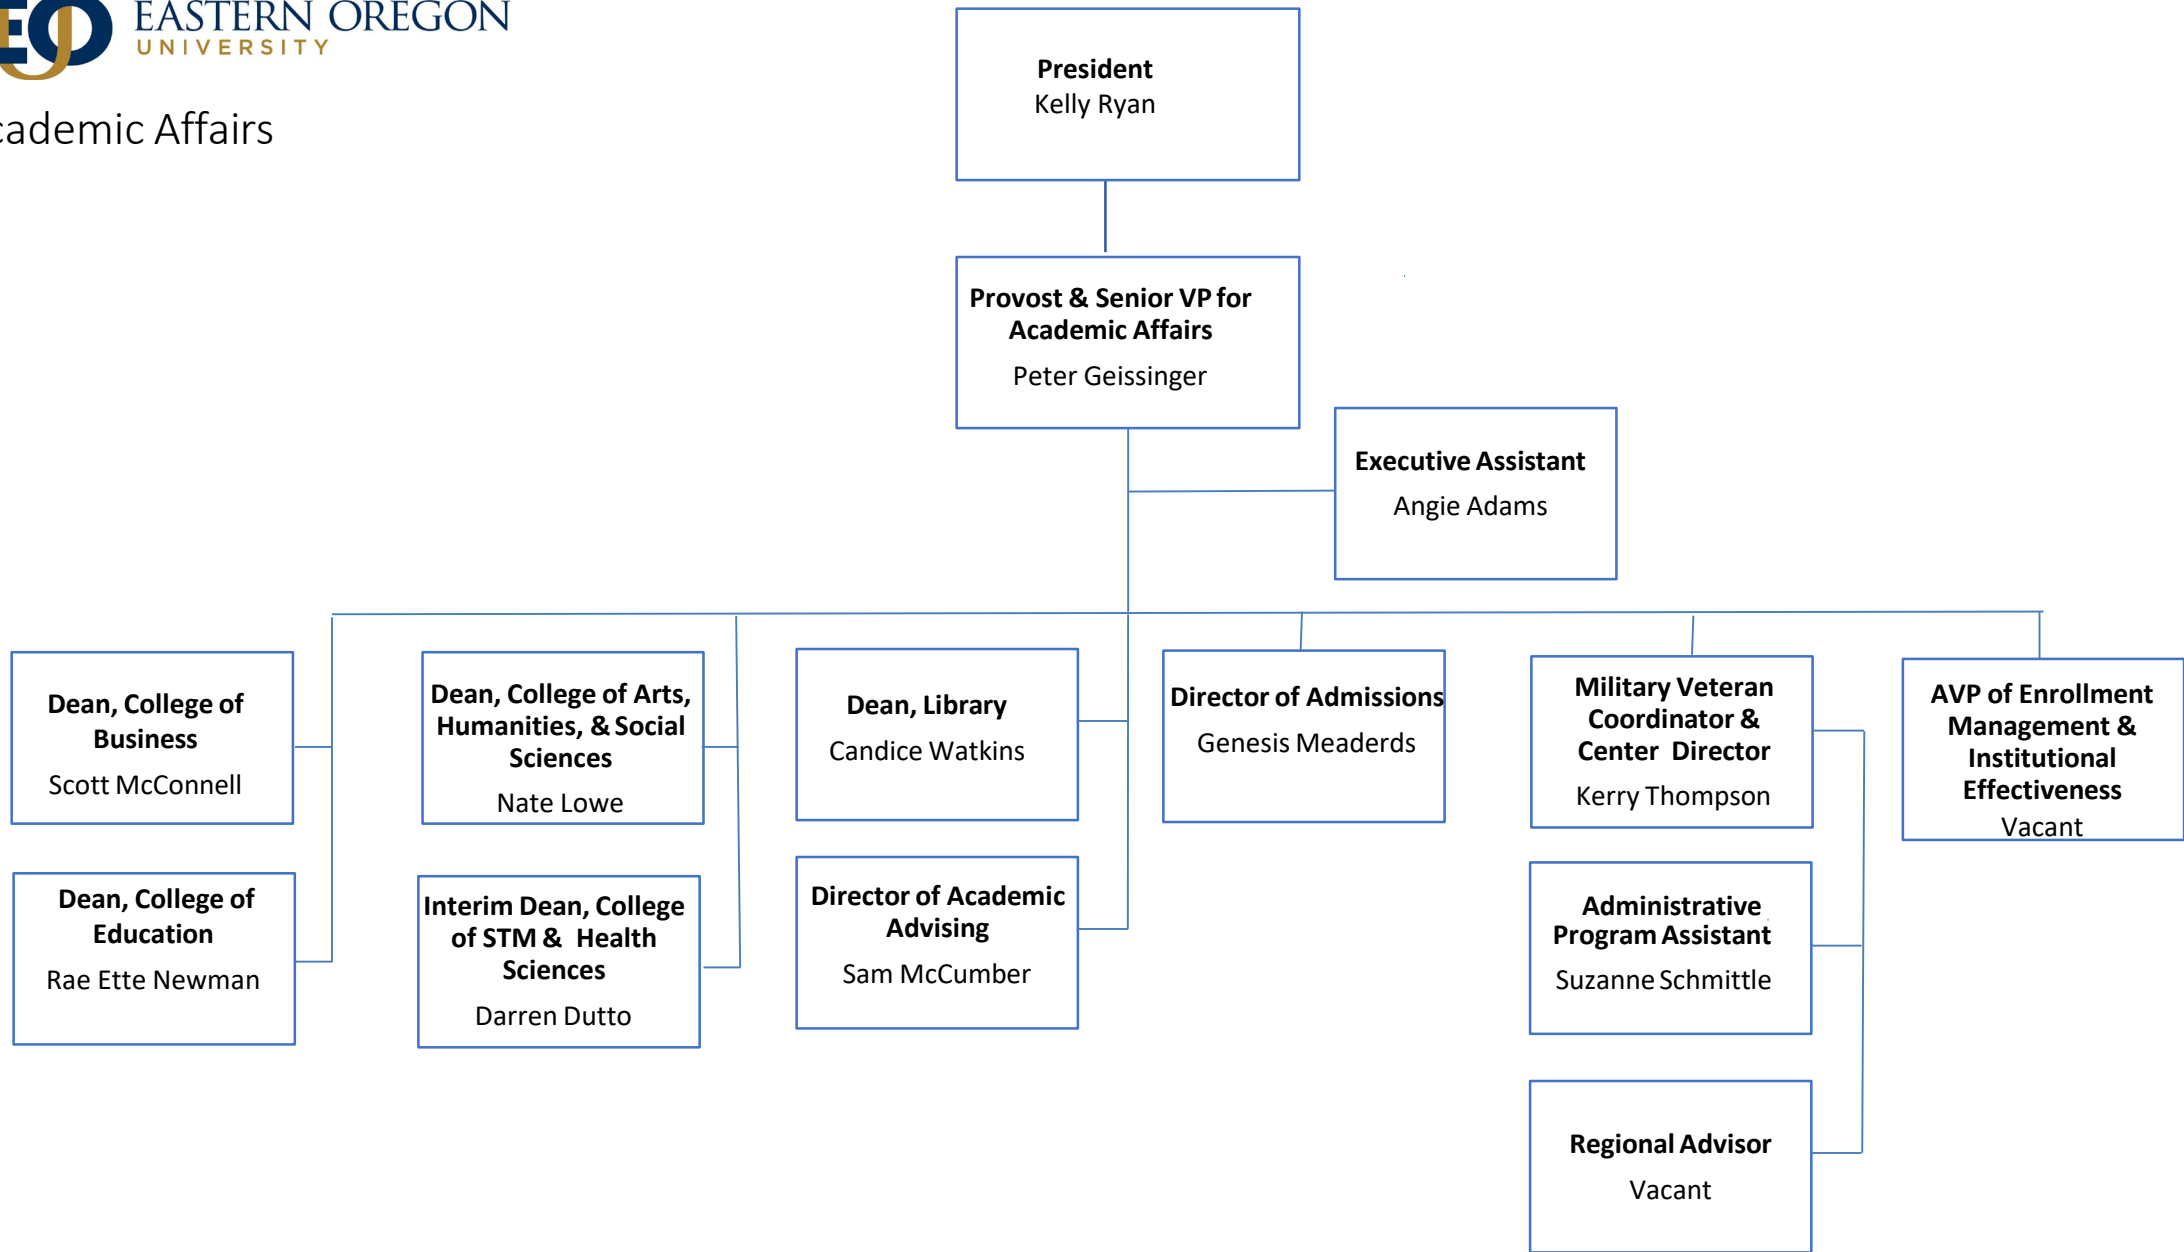 EO
EASTERN OREGON
UNIVERSITY
cademic Affairs
President
Kelly Ryan
Provost & Senior VP for
Academic Affairs
Peter Geissinger
Executive Assistant
Angie Adams
Dean, College of
Business
Scott McConnell
Dean, College of Arts,
Humanities, & Social
Sciences
Nate Lowe
Dean, Library
Candice Watkins
Director of Admissions
Genesis Meaderds
Military Veteran
Coordinator &
Center Director
Kerry Thompson
AVP of Enrollment
Management &
Institutional
Effectiveness
Vacant
Dean, College of
Education
Rae Ette Newman
Interim Dean, College
of STM & Health
Sciences
Darren Dutto
Director of Academic
Advising
Sam McCumber
Administrative
Program Assistant
Suzanne Schmittle
Regional Advisor
Vacant